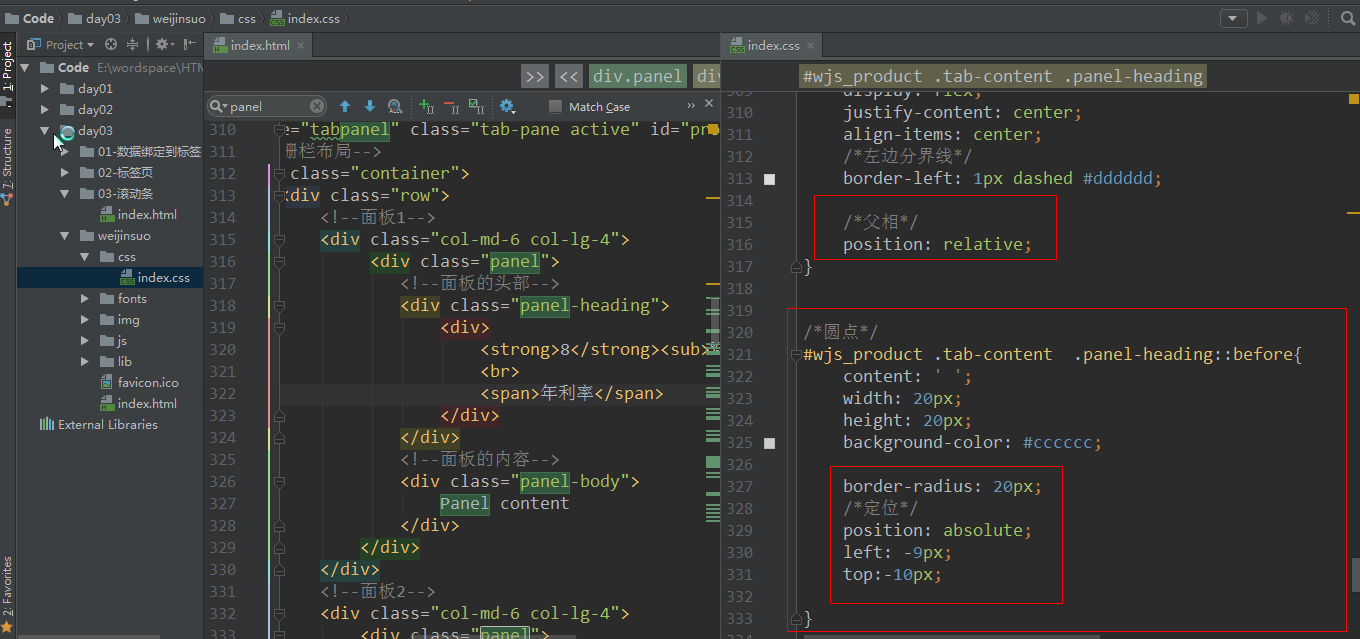 Code day03 weijinsuo css index.css
1: Project
7: Structure
2: Favorites
Project
Code E:\wordspace\HTM
day01
day02
day03
01-数据绑定到标签
02-标签页
03-滚动条
index.html
weijinsuo
css
index.css
fonts
img
js
lib
favicon.ico
index.html
External Libraries
index.html
>> << div.panel div
panel Match Case »
310 e="tabpanel" class="tab-pane active" id="pro
311 册栏布局-->
312 class="container">
313 <div class="row">
314 <!--面板1-->
315 <div class="col-md-6 col-lg-4">
316 <div class="panel">
317 <!--面板的头部-->
318 <div class="panel-heading">
319 <div>
320 <strong>8</strong><sub>
321 <br>
322 <span>年利率</span>
323 </div>
324 </div>
325 <!--面板的内容-->
326 <div class="panel-body">
327 Panel content
328 </div>
329 </div>
330 </div>
331 <!--面板2-->
332 <div class="col-md-6 col-lg-4">
333 <div class="panel">
index.css
#wjs_product .tab-content .panel-heading
309 display: flex;
310 justify-content: center;
311 align-items: center;
312 /*左边分界线*/
313 border-left: 1px dashed #dddddd;
314
315 /*父相*/
316 position: relative;
317 }
318
319
320 /*圆点*/
321 #wjs_product .tab-content  .panel-heading::before{
322 content: ' ';
323 width: 20px;
324 height: 20px;
325 background-color: #cccccc;
326
327 border-radius: 20px;
328 /*定位*/
329 position: absolute;
330 left: -9px;
331 top:-10px;
332
333 }